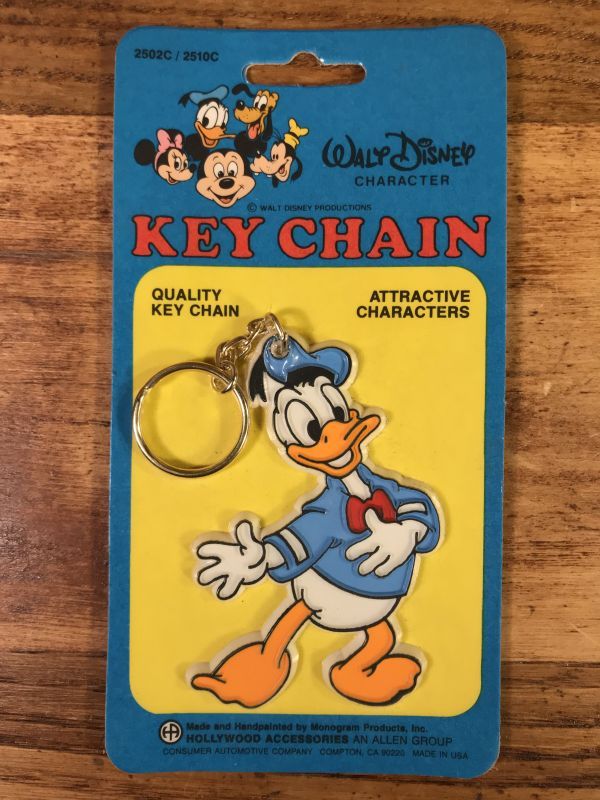 2502C / 2510C
WALT DISNEY
CHARACTER
© WALT DISNEY PRODUCTIONS
KEY CHAIN
QUALITY
KEY CHAIN
ATTRACTIVE
CHARACTERS
Made and Handpainted by Monogram Products, Inc.
HOLLYWOOD ACCESSORIES AN ALLEN GROUP
CONSUMER AUTOMOTIVE COMPANY COMPTON, CA 90220 MADE IN USA